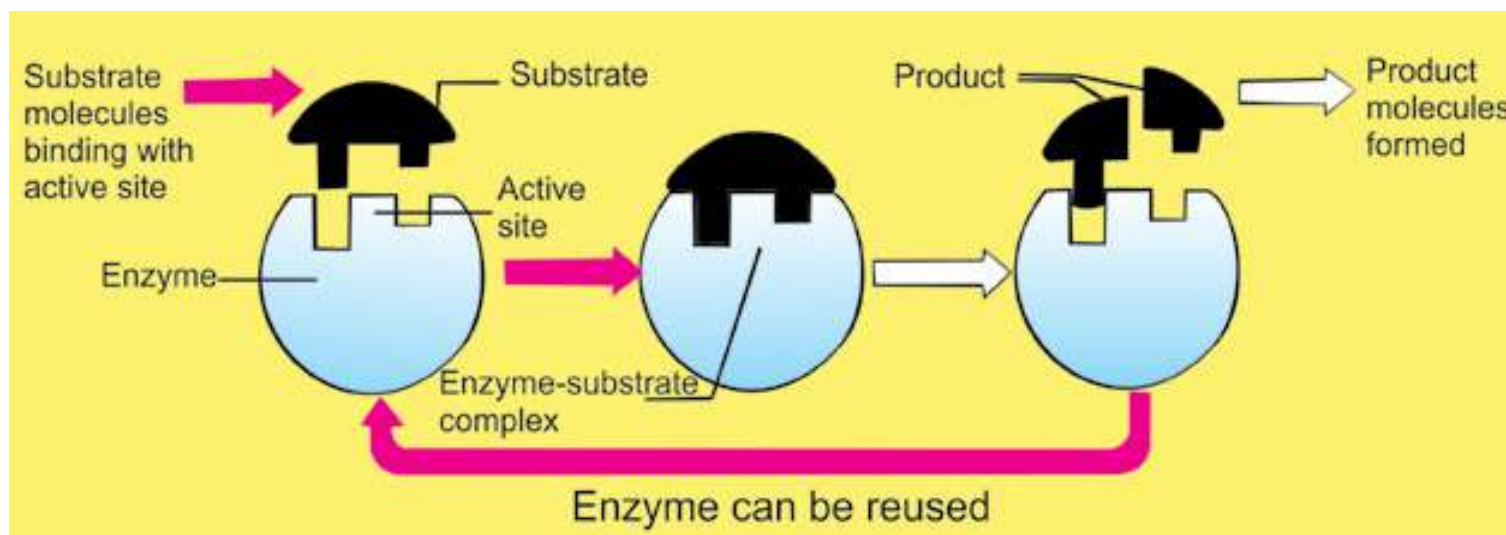 Substrate
molecules
binding with
active site
Substrate
Product
Product
molecules
formed
Active
site
Enzyme
Enzyme-substrate
complex
Enzyme can be reused